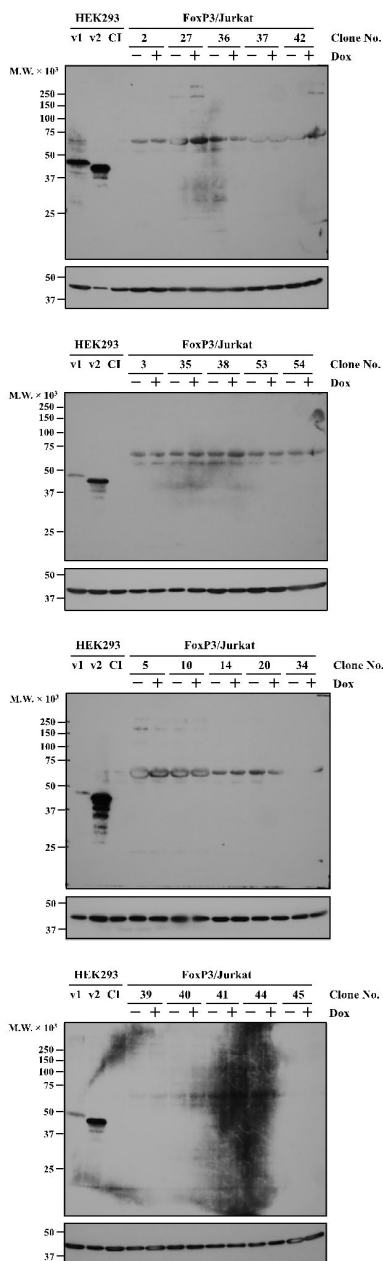 HEK293 FoxP3/Jurkat
v1 v2 CI 2 27 36 37 42 Clone No.
− + − + − + − + − + Dox
M.W. × 10³
250
150
100
75
50
37
25
50
37
HEK293 FoxP3/Jurkat
v1 v2 CI 3 35 38 53 54 Clone No.
− + − + − + − + − + Dox
M.W. × 10³
250
150
100
75
50
37
25
50
37
HEK293 FoxP3/Jurkat
v1 v2 CI 5 10 14 20 34 Clone No.
− + − + − + − + − + Dox
M.W. × 10³
250
150
100
75
50
37
25
50
37
HEK293 FoxP3/Jurkat
v1 v2 CI 39 40 41 44 45 Clone No.
− + − + − + − + − + Dox
M.W. × 10³
250
150
100
75
50
37
25
50
37